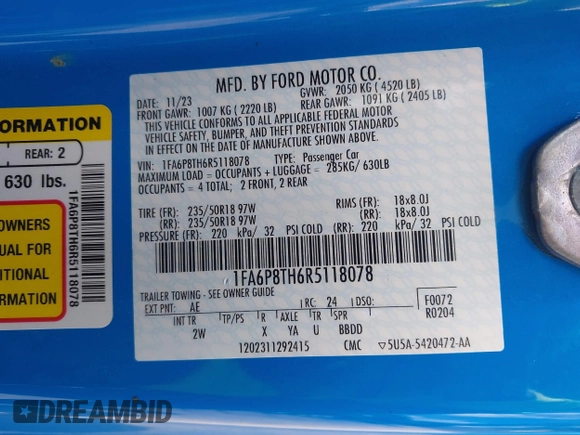 MFD. BY FORD MOTOR CO.
DATE: 11/23 GVWR: 2050 KG (4520 LB)
FRONT GAWR: 1007 KG (2220 LB) REAR GAWR: 1091 KG (2405 LB)
THIS VEHICLE CONFORMS TO ALL APPLICABLE FEDERAL MOTOR
VEHICLE SAFETY, BUMPER, AND THEFT PREVENTION STANDARDS
IN EFFECT ON THE DATE OF MANUFACTURE SHOWN ABOVE.
VIN: 1FA6P8TH6R5118078 TYPE: Passenger Car
MAXIMUM LOAD = OCCUPANTS + LUGGAGE = 285KG/ 630LB
OCCUPANTS = 4 TOTAL; 2 FRONT, 2 REAR
TIRE (FR): 235/50R18 97W RIMS (FR): 18x8.0J
(RR): 235/50R18 97W (RR): 18x8.0J
PRESSURE (FR): 220 kPa/ 32 PSI COLD (RR): 220 kPa/ 32 PSI COLD
1FA6P8TH6R5118078
TRAILER TOWING - SEE OWNER GUIDE
EXT PNT: AE RC: 24 DSO: F0072
INT TR TP/PS R AXLE TR SPR R0204
2W X YA U BBDD
1202311292415 CMC ▽5U5A-5420472-AA
FORMATION
REAR: 2
630 lbs.
OWNERS
UAL FOR
DITIONAL
MATION
1FA6P8TH6R5118078
DREAMBID